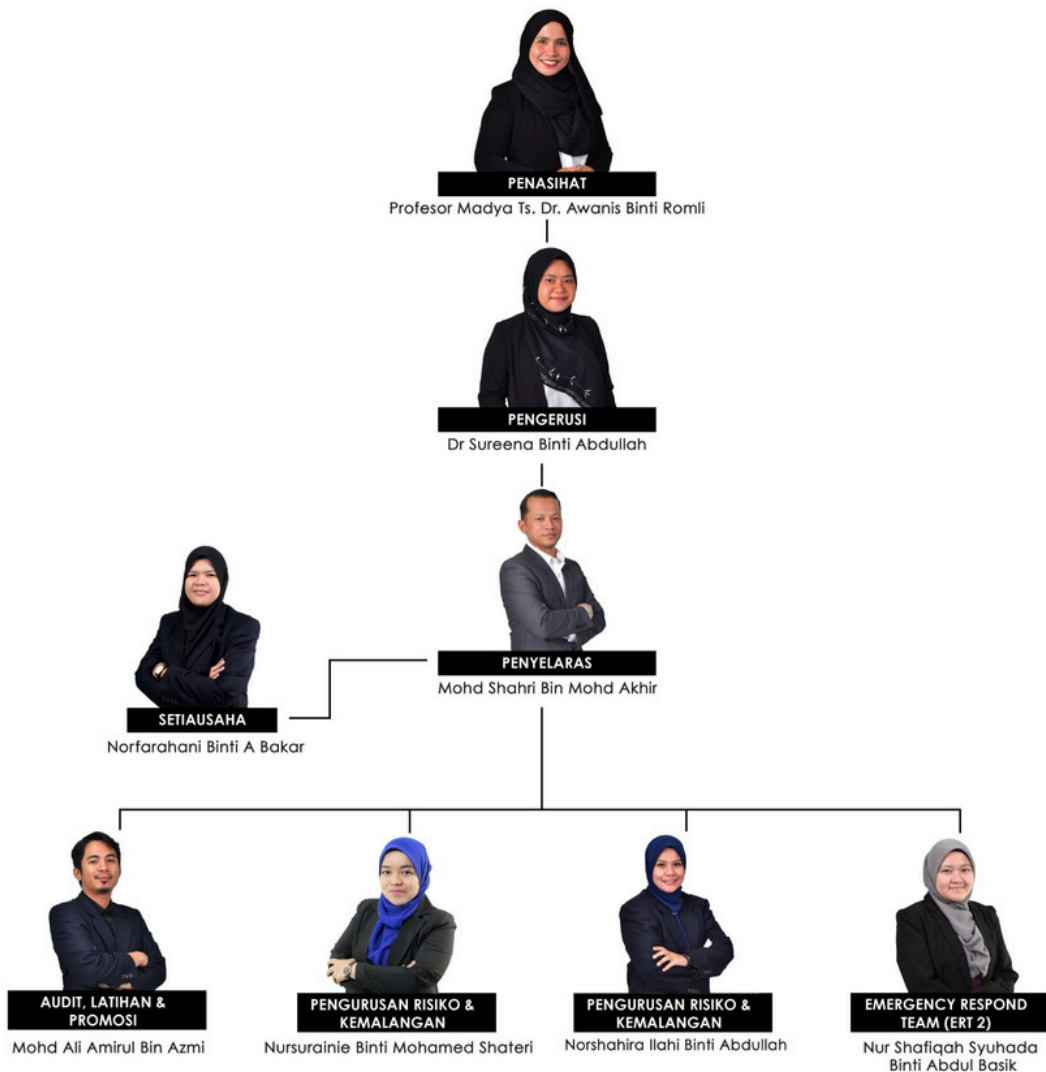 PENASIHAT
Profesor Madya Ts. Dr. Awanis Binti Romli
PENGERUSI
Dr Sureena Binti Abdullah
PENYELARAS
Mohd Shahri Bin Mohd Akhir
SETIAUSAHA
Norfarahani Binti A Bakar
AUDIT, LATIHAN &
PROMOSI
Mohd Ali Amirul Bin Azmi
PENGURUSAN RISIKO &
KEMALANGAN
Nursurainie Binti Mohamed Shateri
PENGURUSAN RISIKO &
KEMALANGAN
Norshahira Ilahi Binti Abdullah
EMERGENCY RESPOND
TEAM (ERT 2)
Nur Shafiqah Syuhada
Binti Abdul Basik